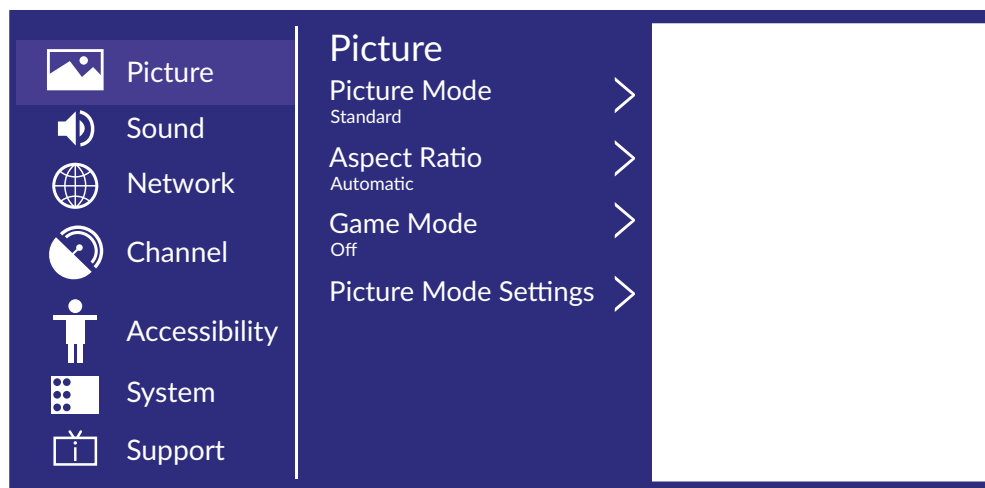 Picture
Sound
Network
Channel
Accessibility
System
i
Support
Picture
Picture Mode
Standard
Aspect Ratio
Automatic
Game Mode
Off
Picture Mode Settings